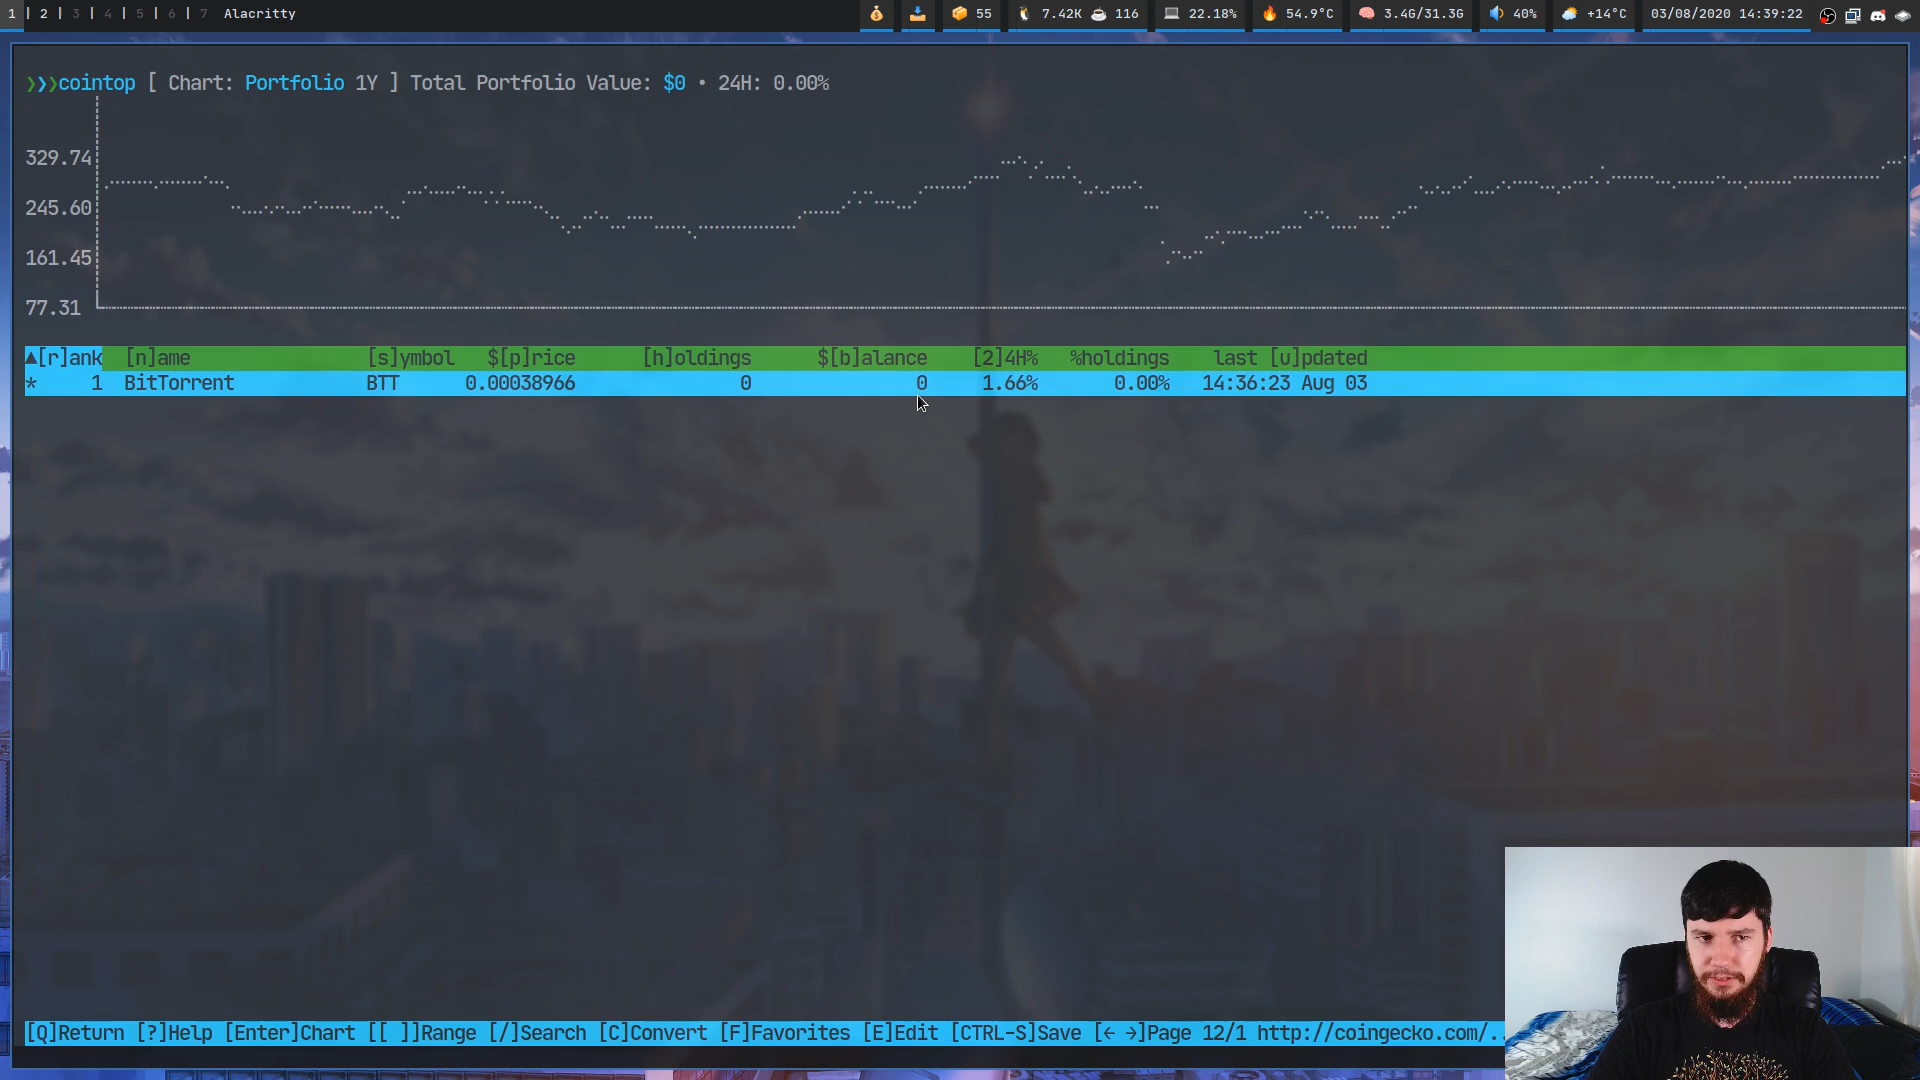 1 | 2 | 3 | 4 | 5 | 6 | 7 Alacritty 55 7.42K 116 22.18% 54.9°C 3.4G/31.3G 40% +14°C 03/08/2020 14:39:22
❯❯❯cointop [ Chart: Portfolio 1Y ] Total Portfolio Value: $0 • 24H: 0.00%
329.74
245.60
161.45
77.31
▲[r]ank [n]ame [s]ymbol $[p]rice [h]oldings $[b]alance [2]4H% %holdings last [u]pdated
* 1 BitTorrent BTT 0.00038966 0 0 1.66% 0.00% 14:36:23 Aug 03
[Q]Return [?]Help [Enter]Chart [[ ]]Range [/]Search [C]Convert [F]Favorites [E]Edit [CTRL-S]Save [← →]Page 12/1 http://coingecko.com/..